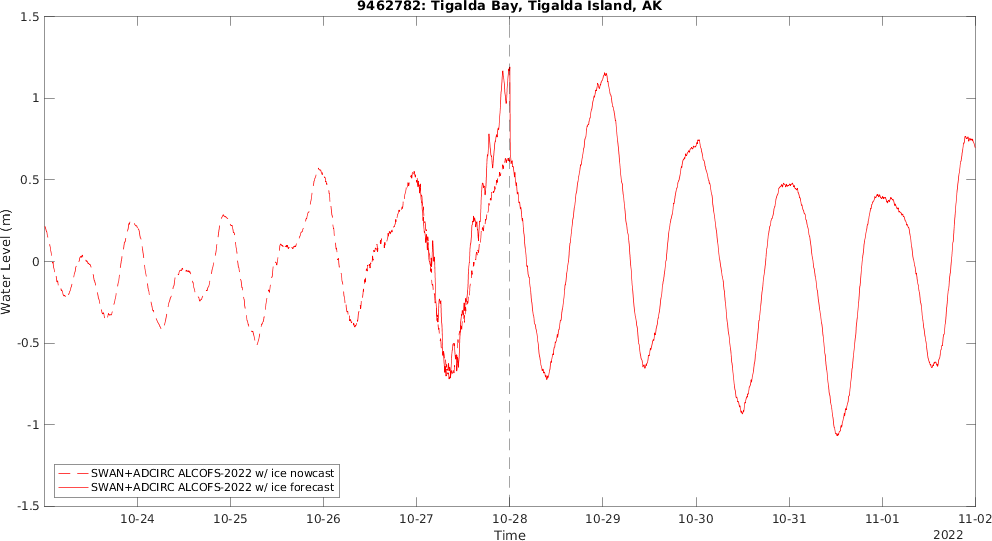 9462782: Tigalda Bay, Tigalda Island, AK
1.5
1
0.5
0
-0.5
-1
-1.5
Water Level (m)
SWAN+ADCIRC ALCOFS-2022 w/ ice nowcast
SWAN+ADCIRC ALCOFS-2022 w/ ice forecast
10-24 10-25 10-26 10-27 10-28 10-29 10-30 10-31 11-01 11-02
Time
2022